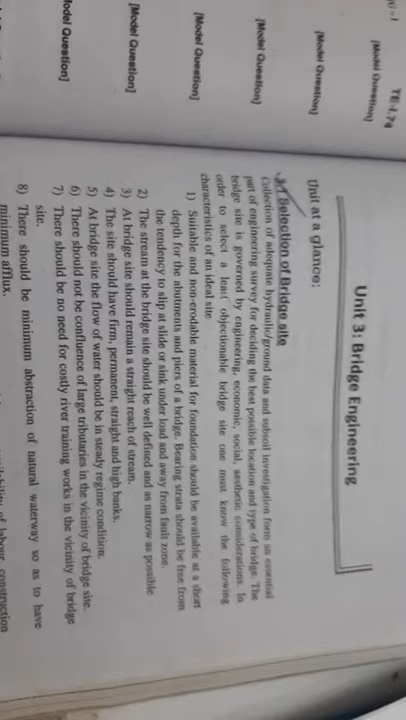 TE-1.74
[Model Question]
[Model Question]
[Model Question]
[Model Question]
[Model Question]
Model Question]
Unit 3: Bridge Engineering
Unit at a glance:
3.1 Selection of Bridge site
Collection of adequate hydraulic/ground data and subsoil investigation form an essential
part of engineering survey for deciding the best possible location and type of bridge. The
bridge site is governed by engineering, economic, social, aesthetic considerations. In
order to select a least objectionable bridge site one must know the following
characteristics of an ideal site
1) Suitable and non-erodable material for foundation should be available at a short
depth for the abutments and piers of a bridge. Bearing strata should be free from
the tendency to slip at slide or sink under load and away from fault zone.
2) The stream at the bridge site should be well defined and as narrow as possible
3) At bridge site should remain a straight reach of stream.
4) The site should have firm, permanent, straight and high banks.
5) At bridge site the flow of water should be in steady regime condition.
6) There should not be confluence of large tributaries in the vicinity of bridge site.
7) There should be no need for costly river training works in the vicinity of bridge
site.
8) There should be minimum abstraction of natural waterway so as to have
minimum afflux.
of labour, construction